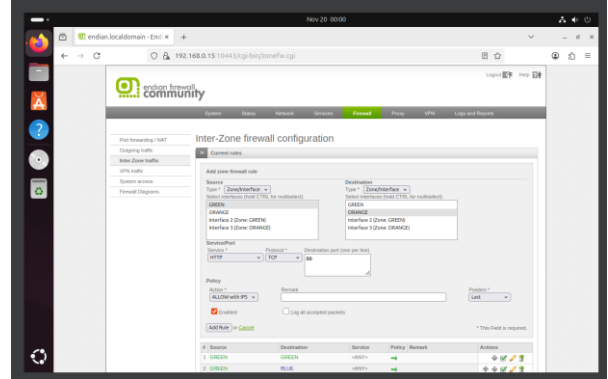 Nov 20 00:00
endian.localdomain - Endi ×
192.168.0.15:10443/cgi-bin/zonefw.cgi
Logout Help
endian firewall
community
System Status Network Services Firewall Proxy VPN Logs and Reports
Port forwarding / NAT
Outgoing traffic
Inter-Zone traffic
VPN traffic
System access
Firewall Diagrams
Inter-Zone firewall configuration
Current rules
Add zone firewall rule
Source Destination
Type * Zone/Interface Type * Zone/Interface
Select interfaces (hold CTRL for multiselect) Select interfaces (hold CTRL for multiselect)
GREEN GREEN
ORANGE ORANGE
Interface 2 (Zone: GREEN) Interface 2 (Zone: GREEN)
Interface 3 (Zone: ORANGE) Interface 3 (Zone: ORANGE)
Service/Port
Service * Protocol * Destination port (one per line)
HTTP TCP 80
Policy
Action * Remark Position *
ALLOW with IPS Last
Enabled Log all accepted packets
Add Rule or Cancel * This Field is required.
# Source Destination Service Policy Remark Actions
1 GREEN GREEN <ANY>
2 GREEN BLUE <ANY>